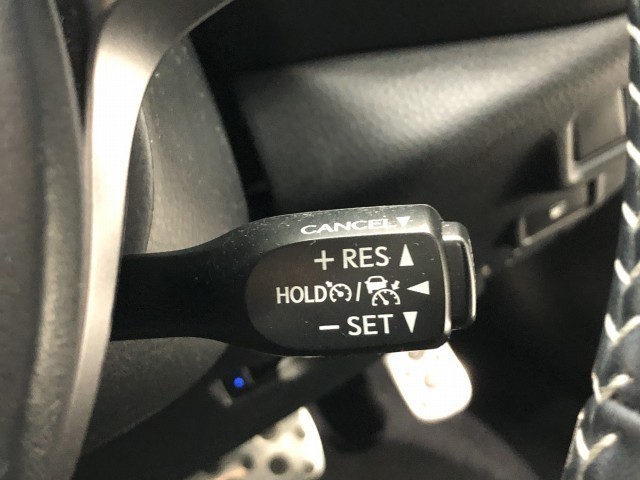 CANCEL▼
+ RES ▲
HOLD / ◀
− SET ▼